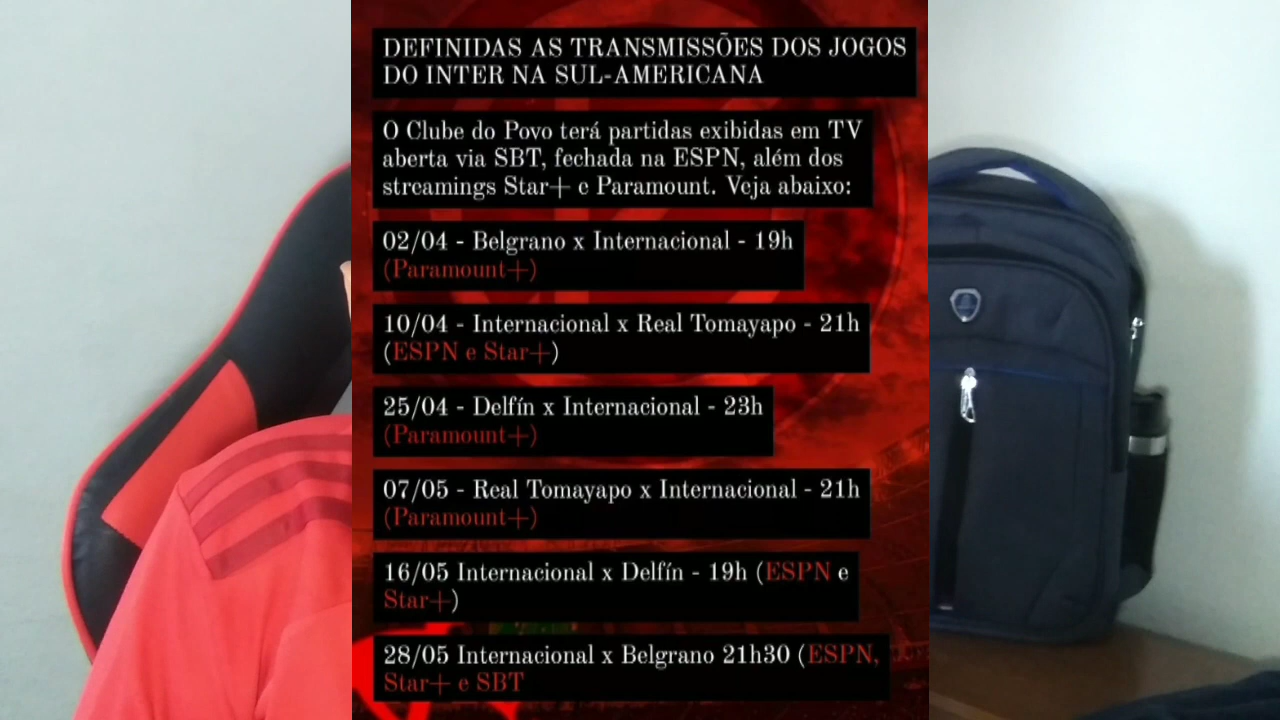 DEFINIDAS AS TRANSMISSÕES DOS JOGOS
DO INTER NA SUL-AMERICANA
O Clube do Povo terá partidas exibidas em TV
aberta via SBT, fechada na ESPN, além dos
streamings Star+ e Paramount. Veja abaixo:
02/04 - Belgrano x Internacional - 19h
(Paramount+)
10/04 - Internacional x Real Tomayapo - 21h
(ESPN e Star+)
25/04 - Delfín x Internacional - 23h
(Paramount+)
07/05 - Real Tomayapo x Internacional - 21h
(Paramount+)
16/05 Internacional x Delfín - 19h (ESPN e
Star+)
28/05 Internacional x Belgrano 21h30 (ESPN,
Star+ e SBT